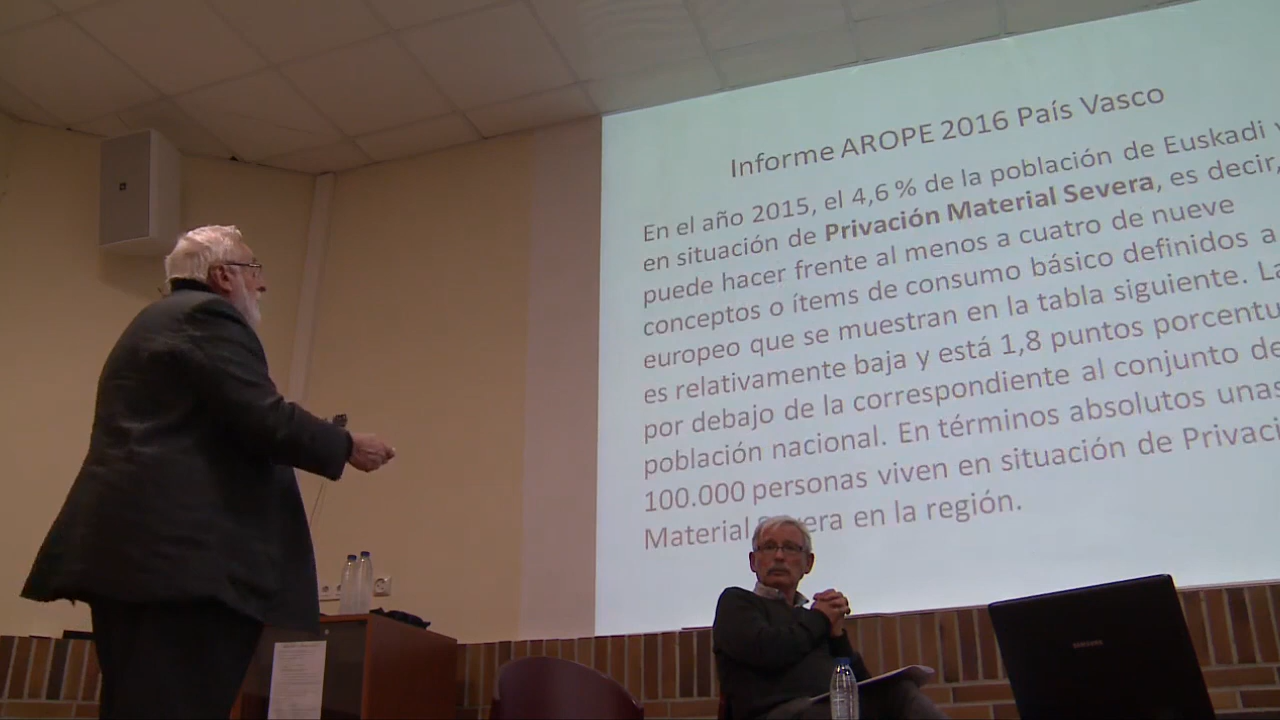 Informe AROPE 2016 País Vasco
En el año 2015, el 4,6 % de la población de Euskadi
en situación de Privación Material Severa, es decir,
puede hacer frente al menos a cuatro de nueve
conceptos o ítems de consumo básico definidos a
europeo que se muestran en la tabla siguiente.
es relativamente baja y está 1,8 puntos
por debajo de la correspondiente al conjunto de
población nacional. En términos absolutos unas
100.000 personas viven en situación de
Material Severa en la región.
SAMSUNG